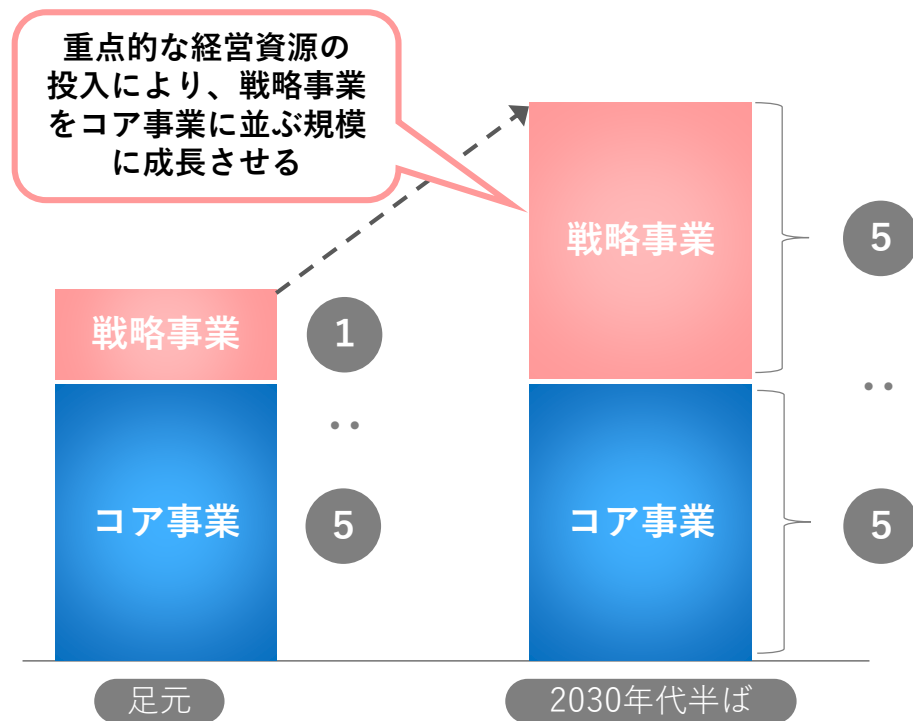 重点的な経営資源の
投入により、戦略事業
をコア事業に並ぶ規模
に成長させる
戦略事業
1
：
コア事業
5
足元
戦略事業
5
：
コア事業
5
2030年代半ば